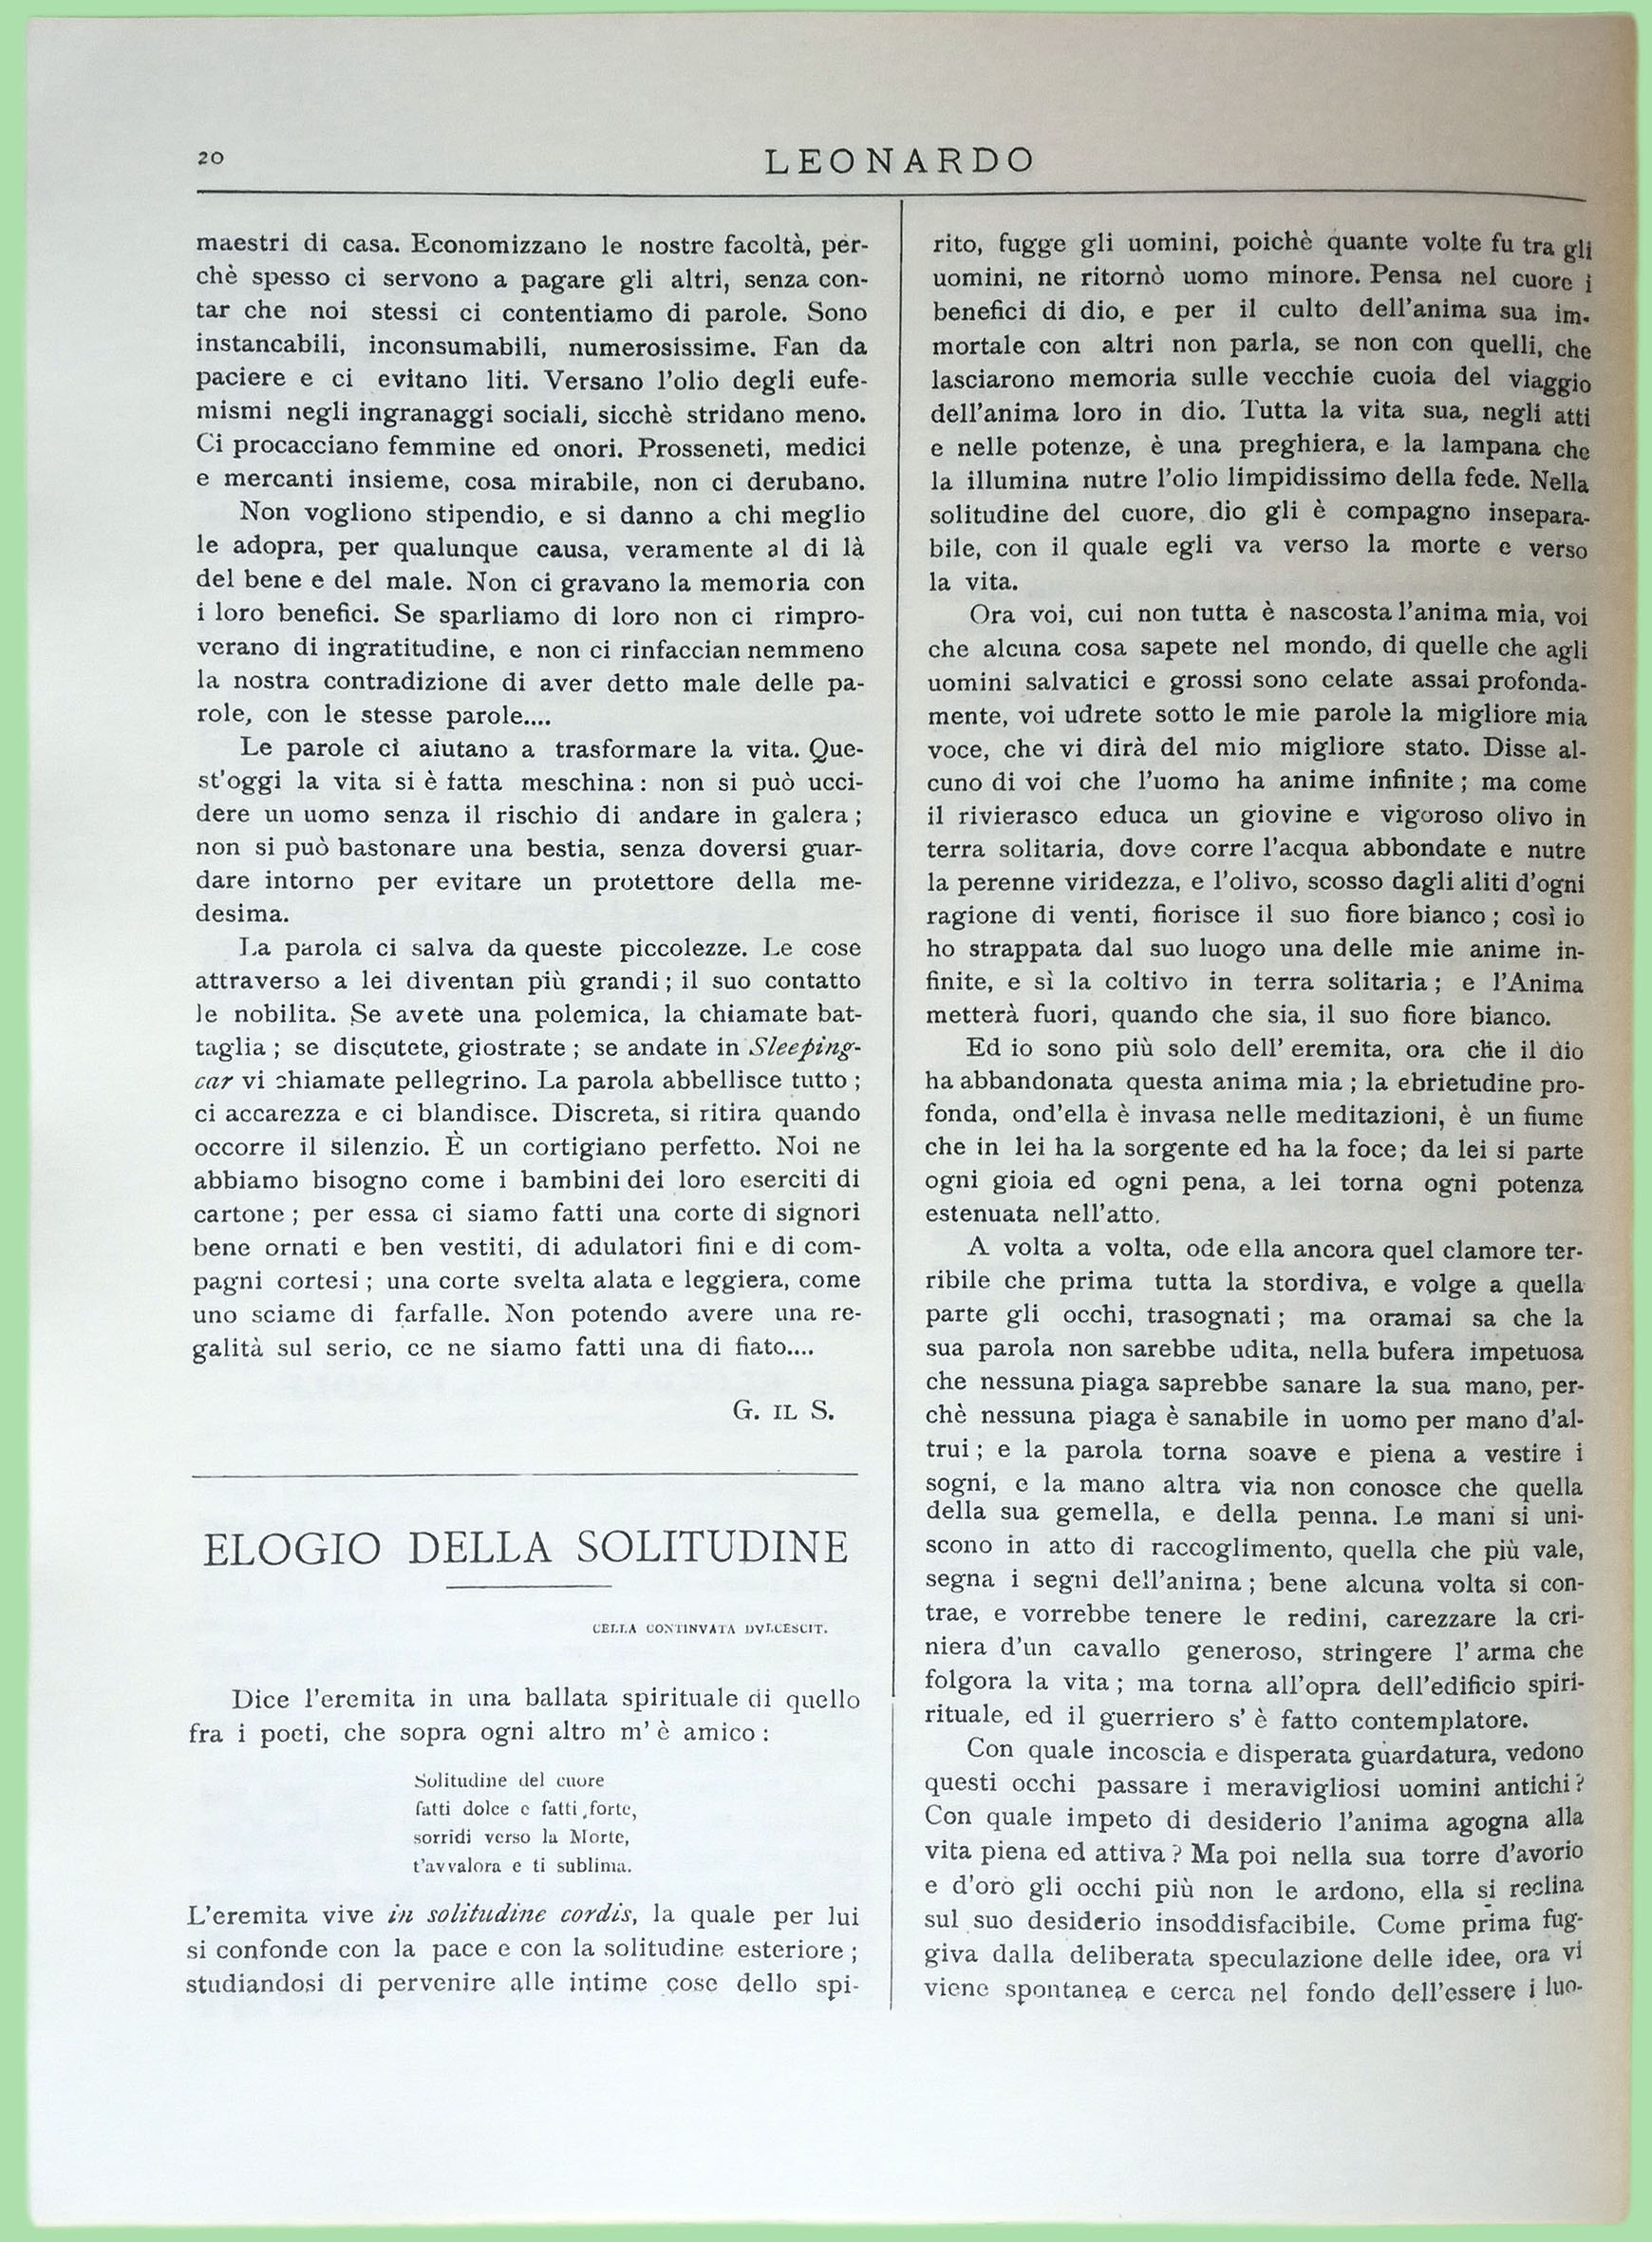 20
LEONARDO
maestri di casa. Economizzano le nostre facoltà, per-
chè spesso ci servono a pagare gli altri, senza con-
tar che noi stessi ci contentiamo di parole. Sono
instancabili, inconsumabili, numerosissime. Fan da
paciere e ci evitano liti. Versano l'olio degli eufe-
mismi negli ingranaggi sociali, sicchè stridano meno.
Ci procacciano femmine ed onori. Prosseneti, medici
e mercanti insieme, cosa mirabile, non ci derubano.
Non vogliono stipendio, e si danno a chi meglio
le adopra, per qualunque causa, veramente al di là
del bene e del male. Non ci gravano la memoria con
i loro benefici. Se sparliamo di loro non ci rimpro-
verano di ingratitudine, e non ci rinfaccian nemmeno
la nostra contradizione di aver detto male delle pa-
role, con le stesse parole....
Le parole ci aiutano a trasformare la vita. Que-
st'oggi la vita si è fatta meschina : non si può ucci-
dere un uomo senza il rischio di andare in galera ;
non si può bastonare una bestia, senza doversi guar-
dare intorno per evitare un protettore della me-
desima.
La parola ci salva da queste piccolezze. Le cose
attraverso a lei diventan più grandi ; il suo contatto
le nobilita. Se avete una polemica, la chiamate bat-
taglia ; se discutete, giostrate ; se andate in Sleeping-
car vi chiamate pellegrino. La parola abbellisce tutto ;
ci accarezza e ci blandisce. Discreta, si ritira quando
occorre il silenzio. È un cortigiano perfetto. Noi ne
abbiamo bisogno come i bambini dei loro eserciti di
cartone ; per essa ci siamo fatti una corte di signori
bene ornati e ben vestiti, di adulatori fini e di com-
pagni cortesi ; una corte svelta alata e leggiera, come
uno sciame di farfalle. Non potendo avere una re-
galità sul serio, ce ne siamo fatti una di fiato....
G. IL S.
ELOGIO DELLA SOLITUDINE
CELLA CONTINVATA DVLCESCIT.
Dice l'eremita in una ballata spirituale di quello
fra i poeti, che sopra ogni altro m' è amico :
Solitudine del cuore
fatti dolce e fatti forte,
sorridi verso la Morte,
t'avvalora e ti sublima.
L'eremita vive in solitudine cordis, la quale per lui
si confonde con la pace e con la solitudine esteriore ;
studiandosi di pervenire alle intime cose dello spi-
rito, fugge gli uomini, poichè quante volte fu tra gli
uomini, ne ritornò uomo minore. Pensa nel cuore i
benefici di dio, e per il culto dell'anima sua im-
mortale con altri non parla, se non con quelli, che
lasciarono memoria sulle vecchie cuoia del viaggio
dell'anima loro in dio. Tutta la vita sua, negli atti
e nelle potenze, è una preghiera, e la lampana che
la illumina nutre l'olio limpidissimo della fede. Nella
solitudine del cuore, dio gli è compagno insepara-
bile, con il quale egli va verso la morte e verso
la vita.
Ora voi, cui non tutta è nascosta l'anima mia, voi
che alcuna cosa sapete nel mondo, di quelle che agli
uomini salvatici e grossi sono celate assai profonda-
mente, voi udrete sotto le mie parole la migliore mia
voce, che vi dirà del mio migliore stato. Disse al-
cuno di voi che l'uomo ha anime infinite ; ma come
il rivierasco educa un giovine e vigoroso olivo in
terra solitaria, dove corre l'acqua abbondate e nutre
la perenne viridezza, e l'olivo, scosso dagli aliti d'ogni
ragione di venti, fiorisce il suo fiore bianco ; così io
ho strappata dal suo luogo una delle mie anime in-
finite, e sì la coltivo in terra solitaria ; e l'Anima
metterà fuori, quando che sia, il suo fiore bianco.
Ed io sono più solo dell' eremita, ora che il dio
ha abbandonata questa anima mia ; la ebrietudine pro-
fonda, ond'ella è invasa nelle meditazioni, è un fiume
che in lei ha la sorgente ed ha la foce; da lei si parte
ogni gioia ed ogni pena, a lei torna ogni potenza
estenuata nell'atto.
A volta a volta, ode ella ancora quel clamore ter-
ribile che prima tutta la stordiva, e volge a quella
parte gli occhi, trasognati ; ma oramai sa che la
sua parola non sarebbe udita, nella bufera impetuosa
che nessuna piaga saprebbe sanare la sua mano, per-
chè nessuna piaga è sanabile in uomo per mano d'al-
trui ; e la parola torna soave e piena a vestire i
sogni, e la mano altra via non conosce che quella
della sua gemella, e della penna. Le mani si uni-
scono in atto di raccoglimento, quella che più vale,
segna i segni dell'anima ; bene alcuna volta si con-
trae, e vorrebbe tenere le redini, carezzare la cri-
niera d'un cavallo generoso, stringere l' arma che
folgora la vita ; ma torna all'opra dell'edificio spiri-
rituale, ed il guerriero s' è fatto contemplatore.
Con quale incoscia e disperata guardatura, vedono
questi occhi passare i meravigliosi uomini antichi ?
Con quale impeto di desiderio l'anima agogna alla
vita piena ed attiva ? Ma poi nella sua torre d'avorio
e d'oro gli occhi più non le ardono, ella si reclina
sul suo desiderio insoddisfacibile. Come prima fug-
giva dalla deliberata speculazione delle idee, ora vi
viene spontanea e cerca nel fondo dell'essere i luo-